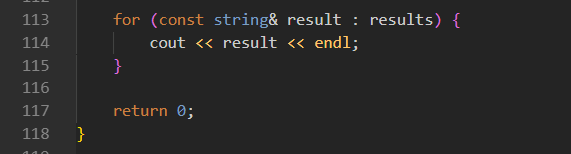 113 for (const string& result : results) {
114 cout << result << endl;
115 }
116
117 return 0;
118 }